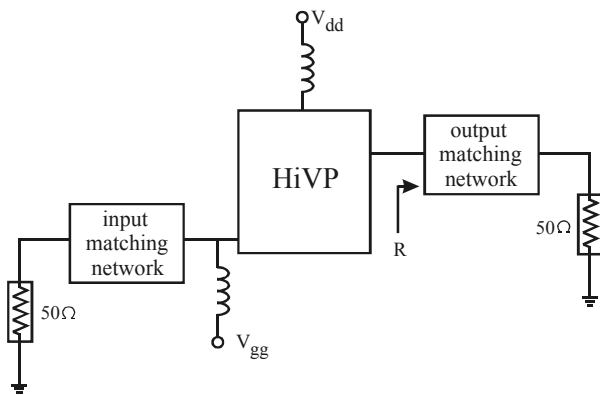 Vdd
HiVP
output
matching
network
input
matching
network
R
50Ω
50Ω
Vgg